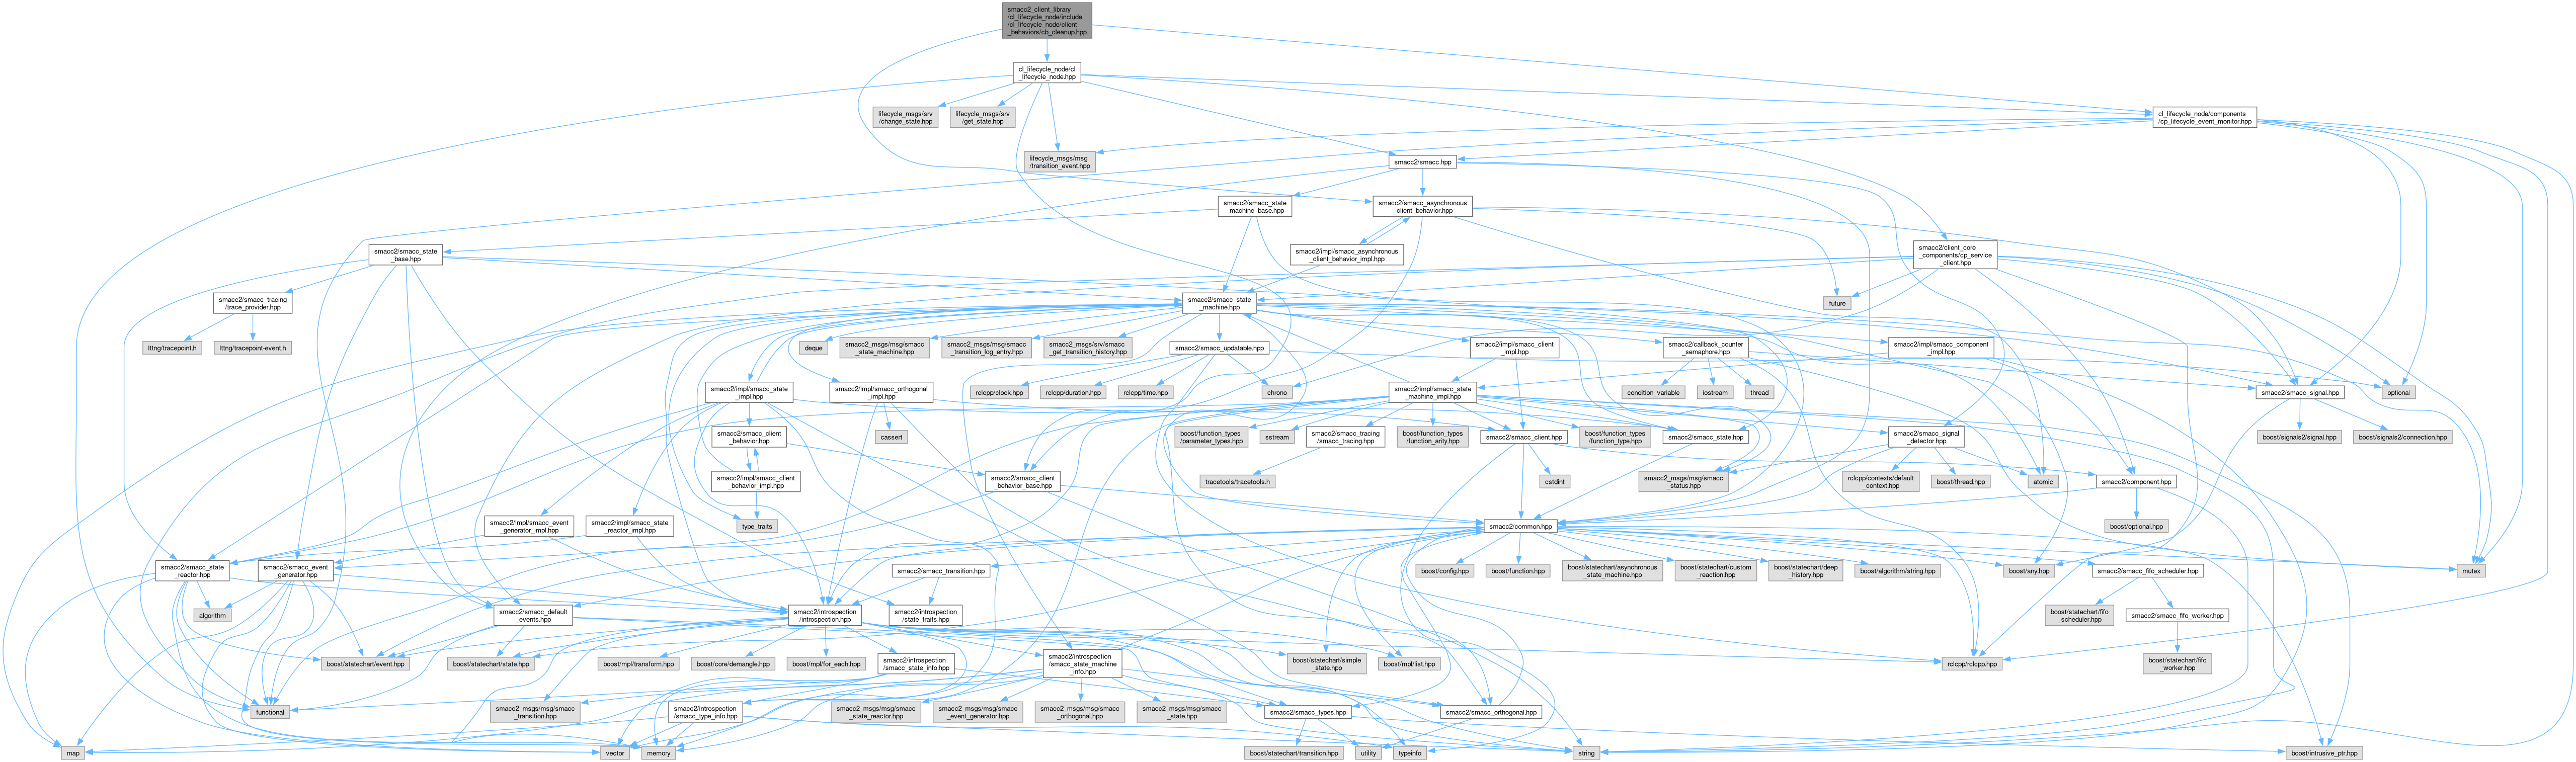 smacc2_client_library
/cl_lifecycle_node/include
/cl_lifecycle_node/client
_behaviors/cb_cleanup.hpp
cl_lifecycle_node/cl
_lifecycle_node.hpp
lifecycle_msgs/srv
/change_state.hpp
lifecycle_msgs/srv
/get_state.hpp
cl_lifecycle_node/components
/cp_lifecycle_event_monitor.hpp
lifecycle_msgs/msg
/transition_event.hpp
smacc2/smacc.hpp
smacc2/smacc_state
_machine_base.hpp
smacc2/smacc_asynchronous
_client_behavior.hpp
smacc2/smacc_state
_base.hpp
smacc2/impl/smacc_asynchronous
_client_behavior_impl.hpp
smacc2/client_core
_components/cp_service
_client.hpp
smacc2/smacc_tracing
/trace_provider.hpp
smacc2/smacc_state
_machine.hpp
future
lttng/tracepoint.h
lttng/tracepoint-event.h
deque
smacc2_msgs/msg/smacc
_state_machine.hpp
smacc2_msgs/msg/smacc
_transition_log_entry.hpp
smacc2_msgs/srv/smacc
_get_transition_history.hpp
smacc2/smacc_updatable.hpp
smacc2/impl/smacc_client
_impl.hpp
smacc2/callback_counter
_semaphore.hpp
smacc2/impl/smacc_component
_impl.hpp
smacc2/impl/smacc_state
_impl.hpp
smacc2/impl/smacc_orthogonal
_impl.hpp
rclcpp/clock.hpp
rclcpp/duration.hpp
rclcpp/time.hpp
chrono
smacc2/impl/smacc_state
_machine_impl.hpp
condition_variable
iostream
thread
smacc2/smacc_signal.hpp
optional
smacc2/smacc_client
_behavior.hpp
cassert
boost/function_types
/parameter_types.hpp
sstream
smacc2/smacc_tracing
/smacc_tracing.hpp
boost/function_types
/function_arity.hpp
smacc2/smacc_client.hpp
boost/function_types
/function_type.hpp
smacc2/smacc_state.hpp
smacc2/smacc_signal
_detector.hpp
boost/signals2/signal.hpp
boost/signals2/connection.hpp
smacc2/impl/smacc_client
_behavior_impl.hpp
smacc2/smacc_client
_behavior_base.hpp
tracetools/tracetools.h
cstdint
smacc2_msgs/msg/smacc
_status.hpp
rclcpp/contexts/default
_context.hpp
boost/thread.hpp
atomic
smacc2/component.hpp
smacc2/impl/smacc_event
_generator_impl.hpp
smacc2/impl/smacc_state
_reactor_impl.hpp
type_traits
smacc2/common.hpp
boost/optional.hpp
smacc2/smacc_state
_reactor.hpp
smacc2/smacc_event
_generator.hpp
smacc2/smacc_transition.hpp
boost/config.hpp
boost/function.hpp
boost/statechart/asynchronous
_state_machine.hpp
boost/statechart/custom
_reaction.hpp
boost/statechart/deep
_history.hpp
boost/algorithm/string.hpp
boost/any.hpp
smacc2/smacc_fifo_scheduler.hpp
mutex
algorithm
smacc2/smacc_default
_events.hpp
smacc2/introspection
/introspection.hpp
smacc2/introspection
/state_traits.hpp
boost/statechart/fifo
_scheduler.hpp
smacc2/smacc_fifo_worker.hpp
boost/statechart/event.hpp
boost/statechart/state.hpp
boost/mpl/transform.hpp
boost/core/demangle.hpp
boost/mpl/for_each.hpp
smacc2/introspection
/smacc_state_info.hpp
smacc2/introspection
/smacc_state_machine
_info.hpp
boost/statechart/simple
_state.hpp
boost/mpl/list.hpp
rclcpp/rclcpp.hpp
boost/statechart/fifo
_worker.hpp
functional
smacc2_msgs/msg/smacc
_transition.hpp
smacc2/introspection
/smacc_type_info.hpp
smacc2_msgs/msg/smacc
_state_reactor.hpp
smacc2_msgs/msg/smacc
_event_generator.hpp
smacc2_msgs/msg/smacc
_orthogonal.hpp
smacc2_msgs/msg/smacc
_state.hpp
smacc2/smacc_types.hpp
smacc2/smacc_orthogonal.hpp
map
vector
memory
boost/statechart/transition.hpp
utility
typeinfo
string
boost/intrusive_ptr.hpp